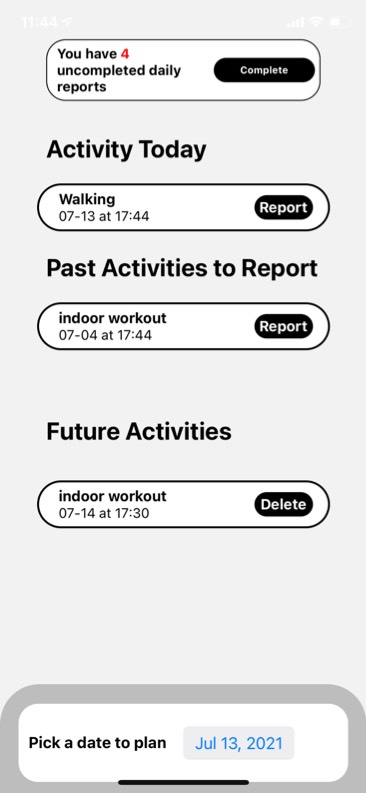 11:44
You have 4
uncompleted daily
reports
Complete
Activity Today
Walking
07-13 at 17:44
Report
Past Activities to Report
indoor workout
07-04 at 17:44
Report
Future Activities
indoor workout
07-14 at 17:30
Delete
Pick a date to plan
Jul 13, 2021